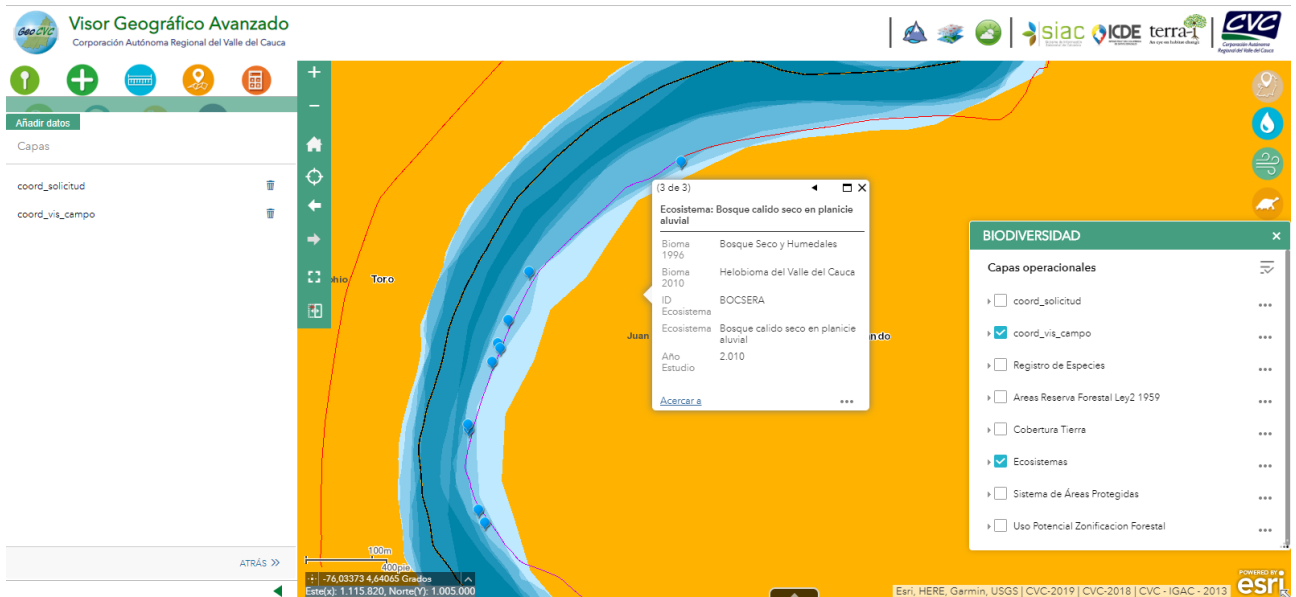 GeoCVC
Visor Geográfico Avanzado
Corporación Autónoma Regional del Valle del Cauca
siac
ICDE
terra-i
An eye on habitat change
CVC
Corporación Autónoma
Regional del Valle del Cauca
Añadir datos
Capas
coord_solicitud
coord_vis_campo
ATRÁS
Toro
Juan
ndo
(3 de 3)
Ecosistema: Bosque calido seco en planicie
aluvial
Bioma 1996 Bosque Seco y Humedales
Bioma 2010 Helobioma del Valle del Cauca
ID Ecosistema BOCSERA
Ecosistema Bosque calido seco en planicie
aluvial
Año Estudio 2.010
Acercar a
BIODIVERSIDAD
Capas operacionales
coord_solicitud
coord_vis_campo
Registro de Especies
Areas Reserva Forestal Ley2 1959
Cobertura Tierra
Ecosistemas
Sistema de Áreas Protegidas
Uso Potencial Zonificacion Forestal
100m
400pie
-76,03373 4,64065 Grados
Este(x): 1.115.820, Norte(Y): 1.005.000
Esri, HERE, Garmin, USGS | CVC-2019 | CVC-2018 | CVC - IGAC - 2013
POWERED BY
esri